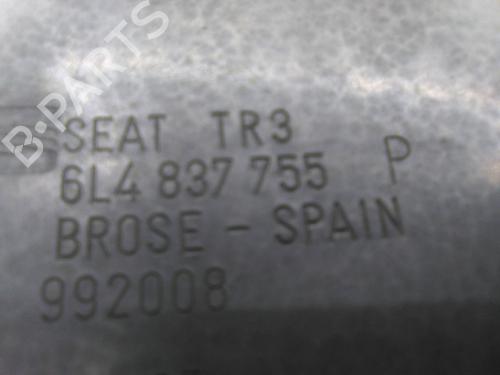 B-PARTS
SEAT TR3
6L4 837 755 P
BROSE - SPAIN
992008